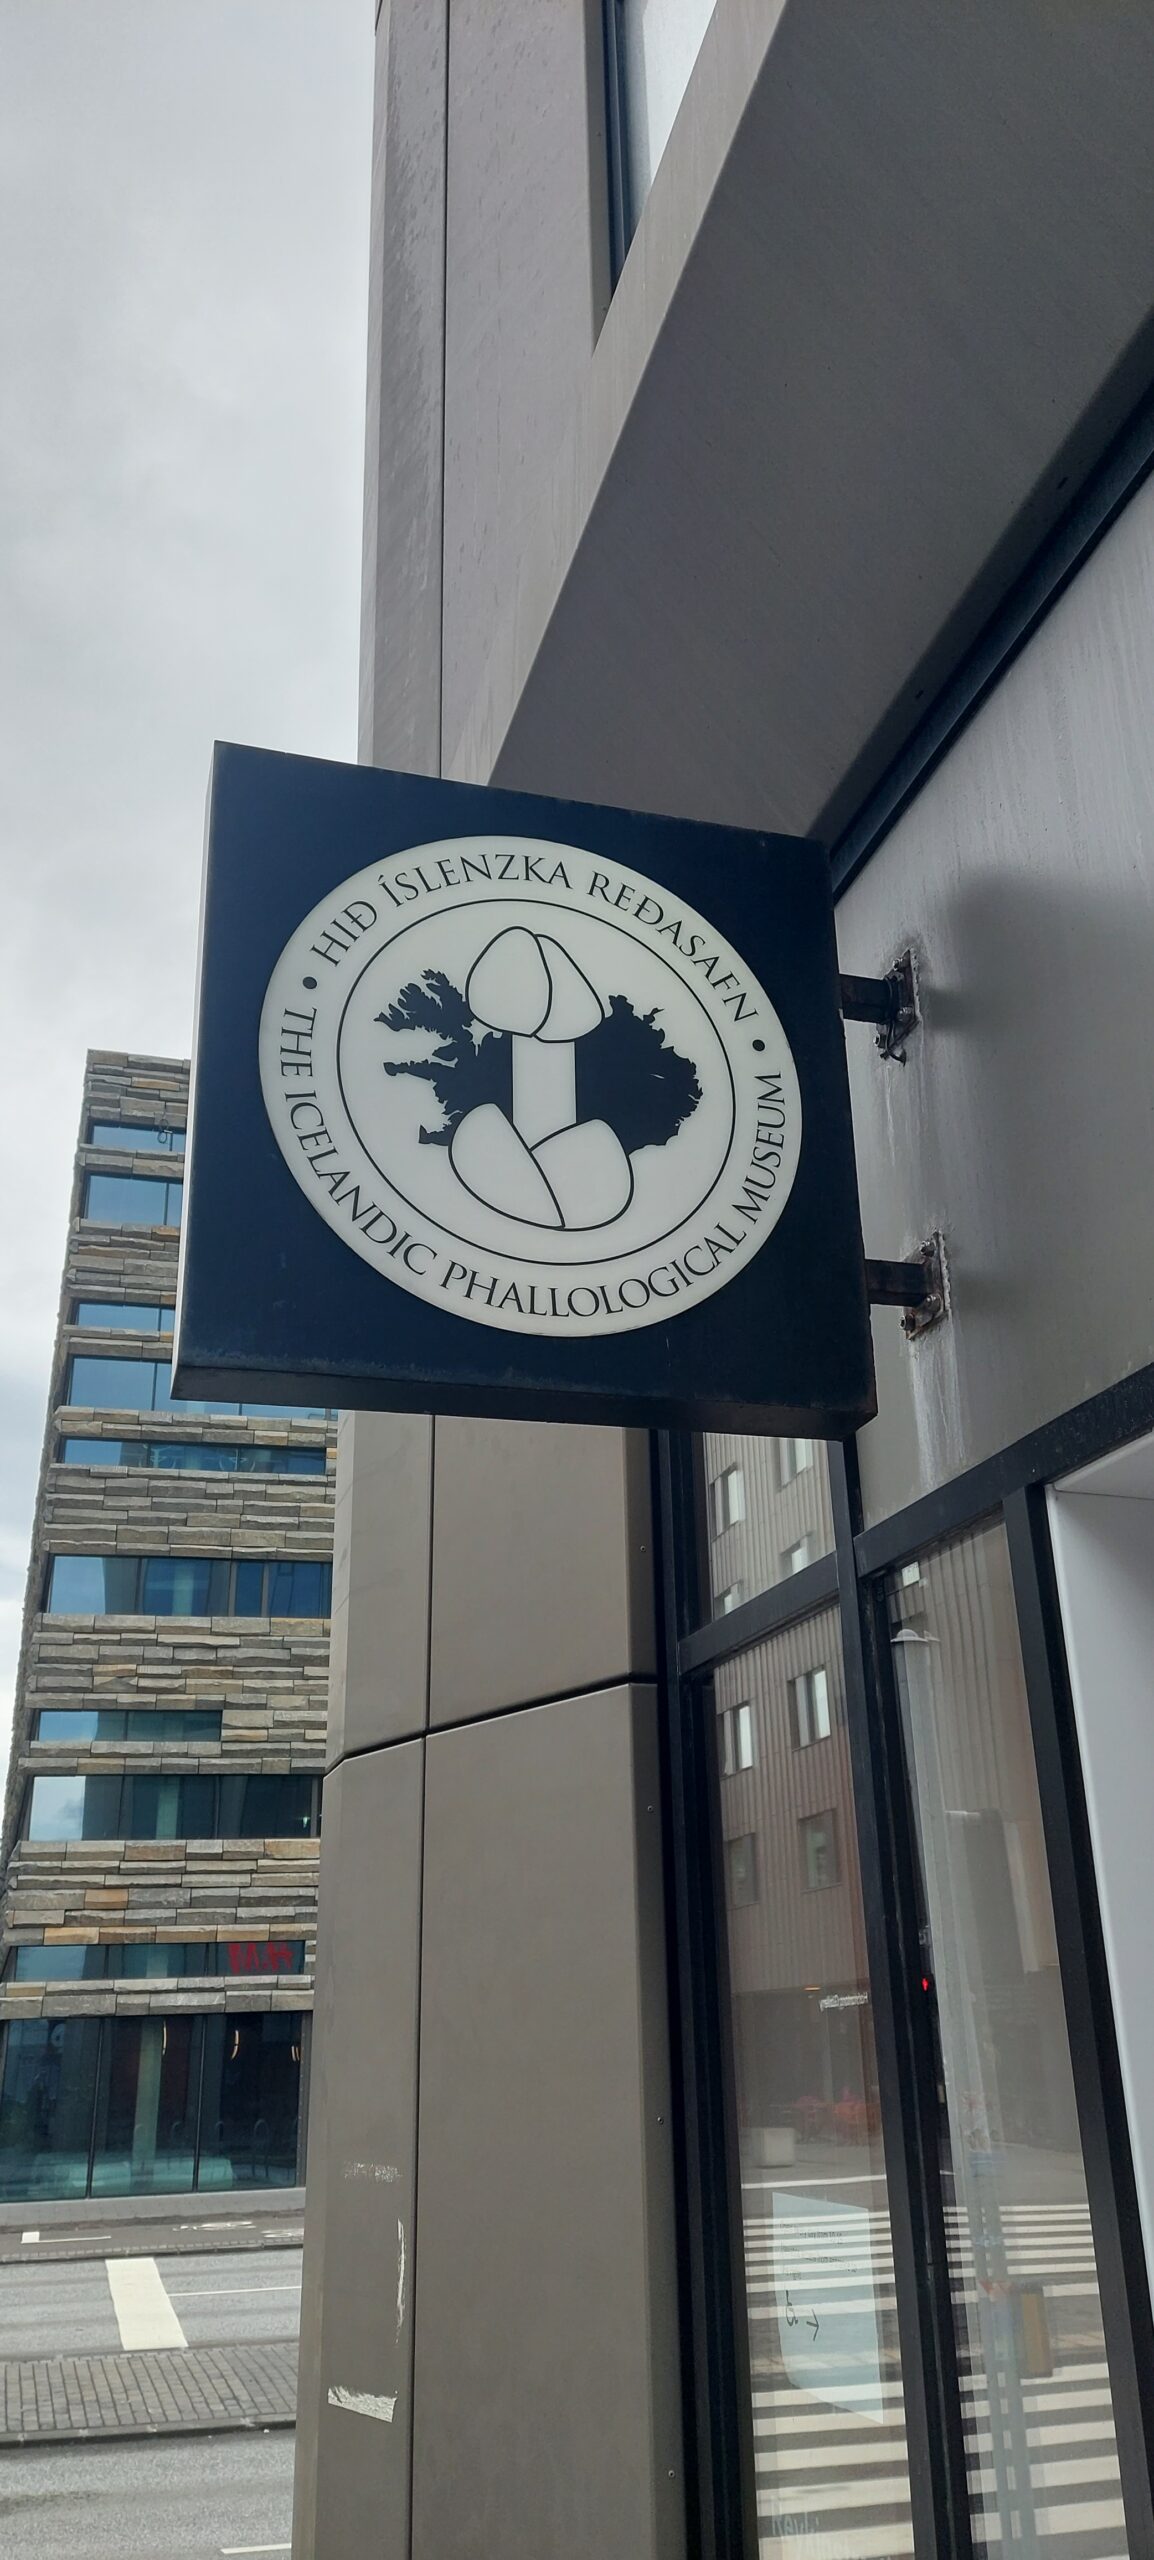 HIÐ ÍSLENZKA REÐASAFN
THE ICELANDIC PHALLOLOGICAL MUSEUM
M.H